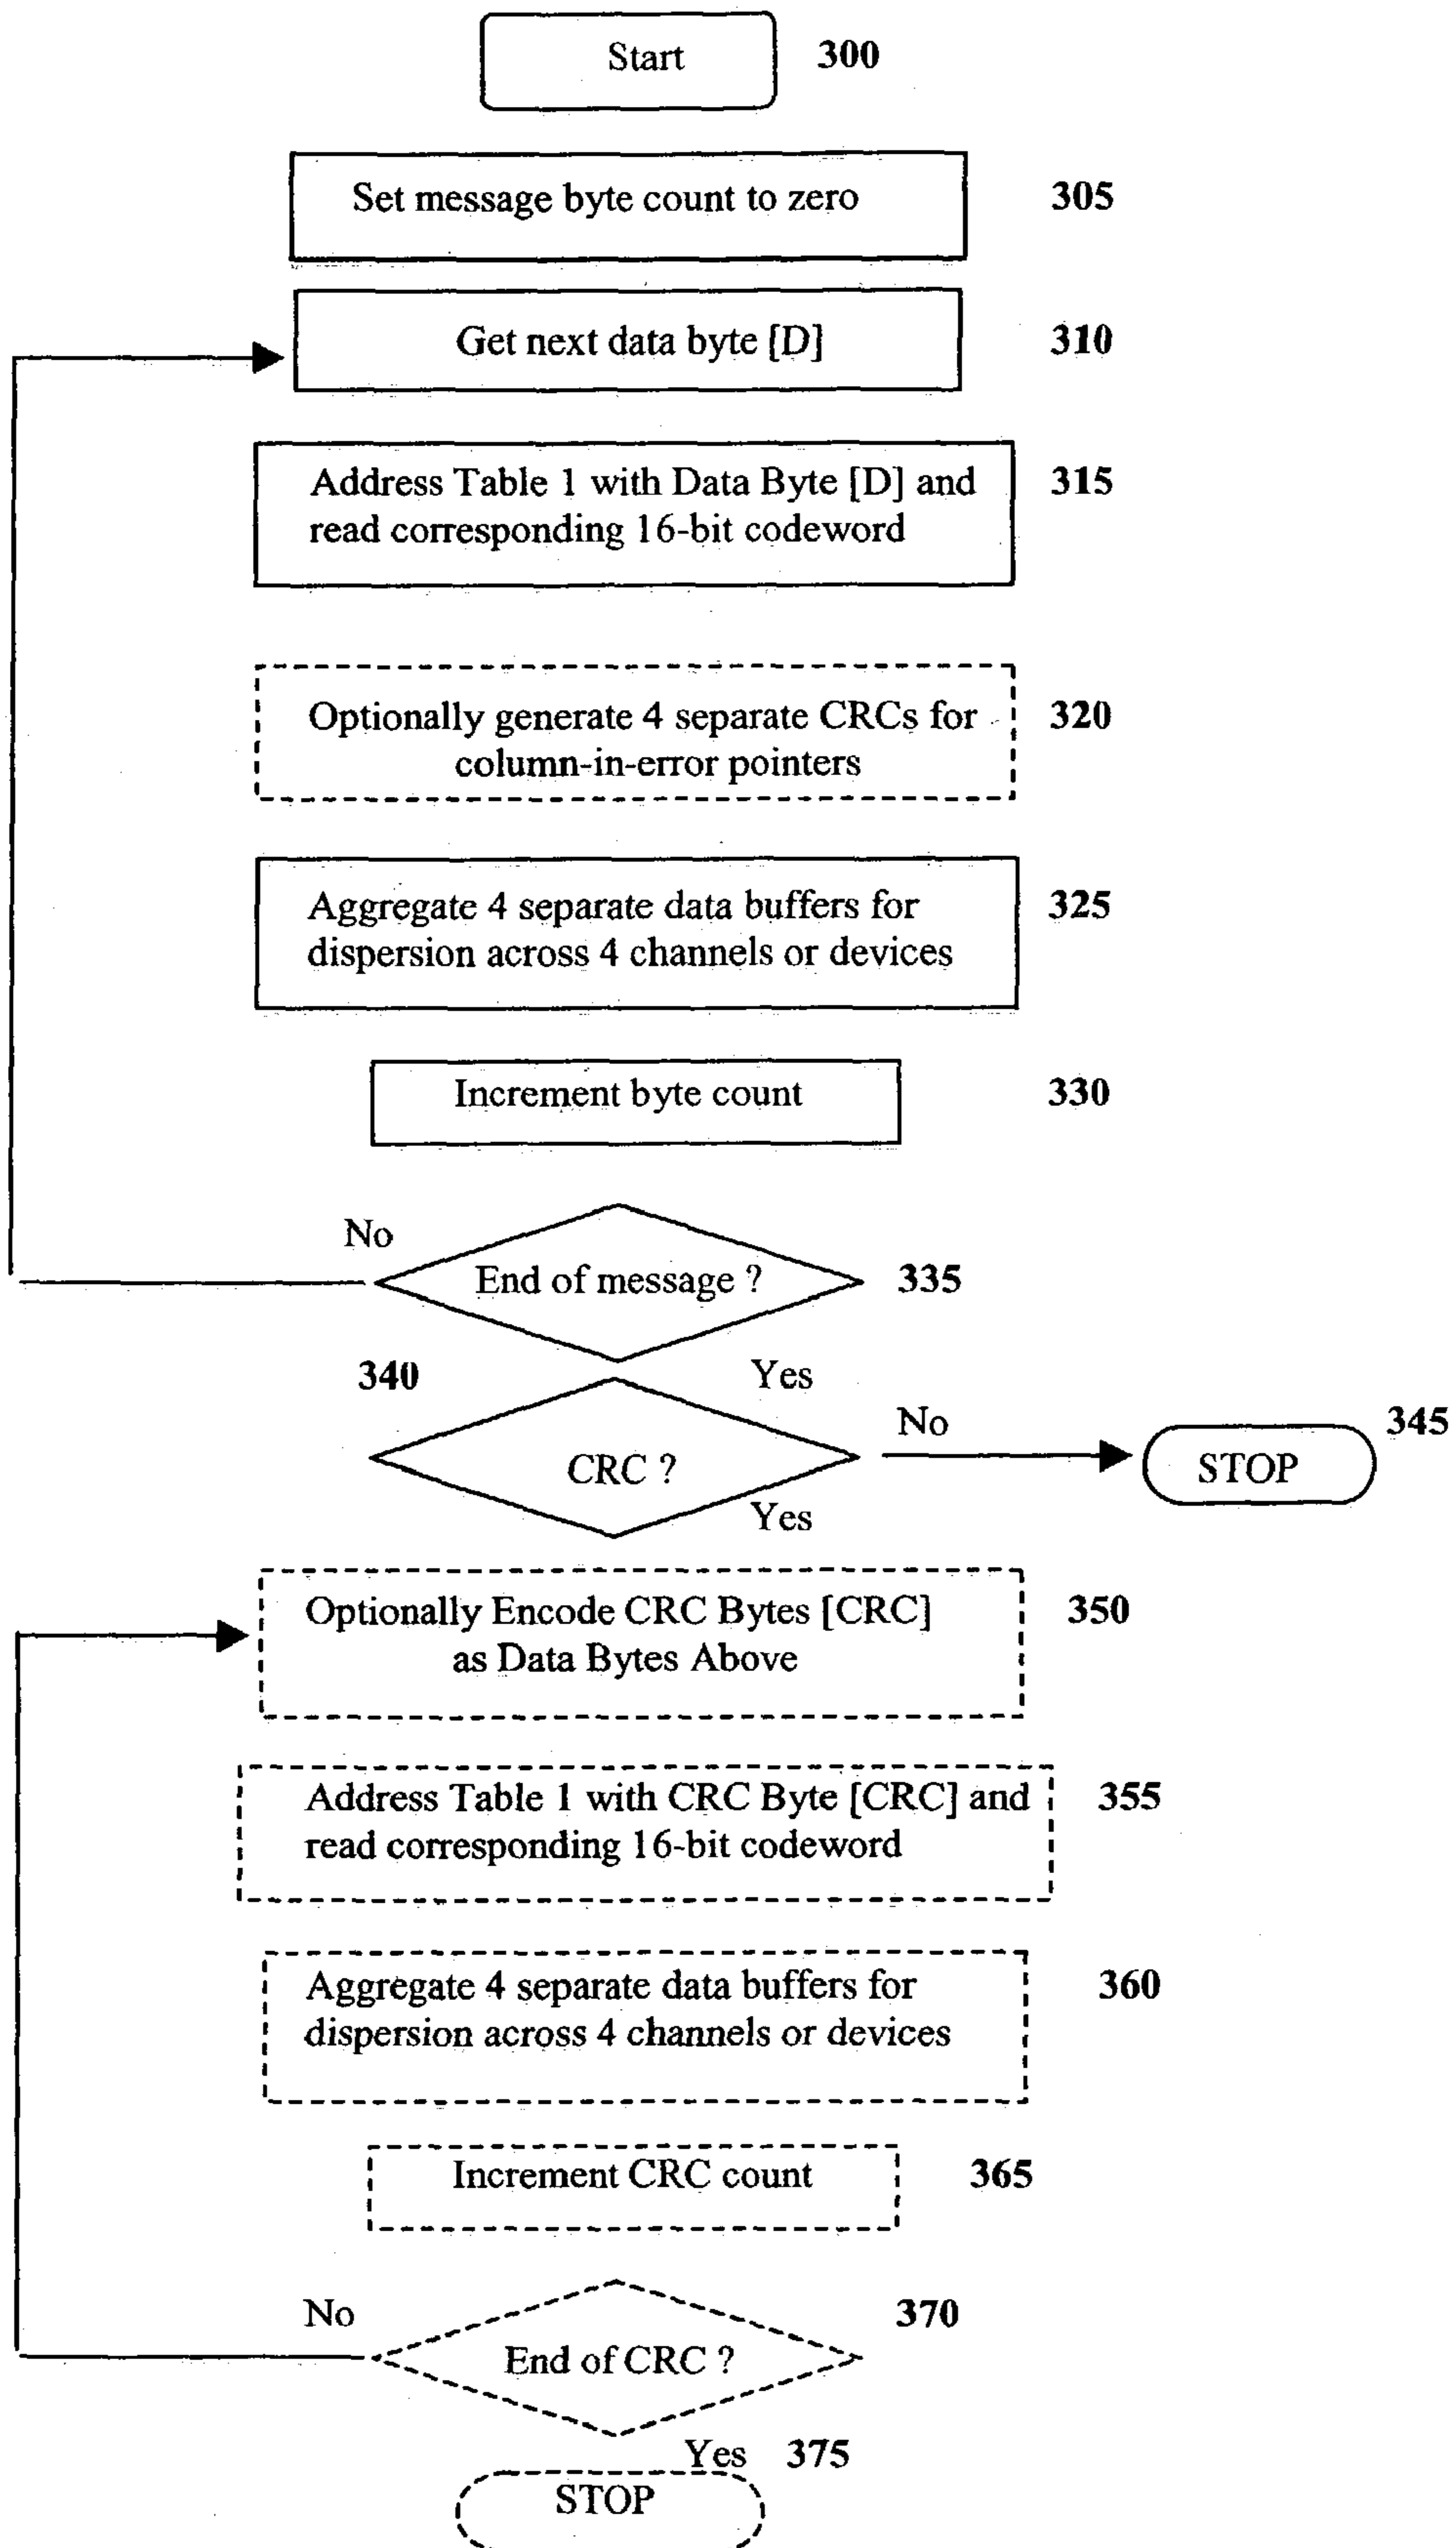 Start 300
Set message byte count to zero 305
Get next data byte [D] 310
Address Table 1 with Data Byte [D] and 315
read corresponding 16-bit codeword
Optionally generate 4 separate CRCs for 320
column-in-error pointers
Aggregate 4 separate data buffers for 325
dispersion across 4 channels or devices
Increment byte count 330
No
End of message ? 335
340 Yes
No 345
CRC ? STOP
Yes
Optionally Encode CRC Bytes [CRC] 350
as Data Bytes Above
Address Table 1 with CRC Byte [CRC] and 355
read corresponding 16-bit codeword
Aggregate 4 separate data buffers for 360
dispersion across 4 channels or devices
Increment CRC count 365
No 370
End of CRC ?
Yes 375
STOP